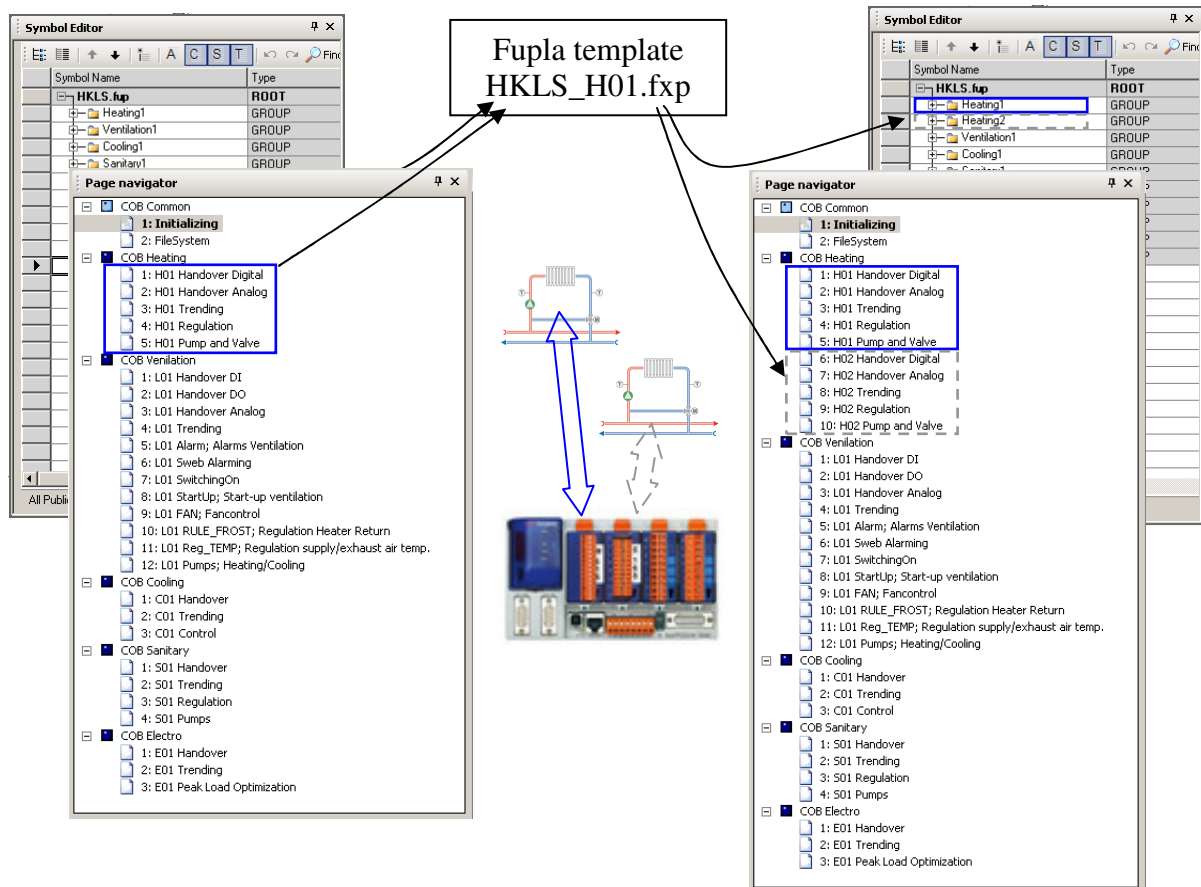 Symbol Editor
A C S T Find
Symbol Name Type
HKLS.fup ROOT
Heating1 GROUP
Ventilation1 GROUP
Cooling1 GROUP
Sanitary1 GROUP
All Public
Page navigator
COB Common
1: Initializing
2: FileSystem
COB Heating
1: H01 Handover Digital
2: H01 Handover Analog
3: H01 Trending
4: H01 Regulation
5: H01 Pump and Valve
COB Venilation
1: L01 Handover DI
2: L01 Handover DO
3: L01 Handover Analog
4: L01 Trending
5: L01 Alarm; Alarms Ventilation
6: L01 Sweb Alarming
7: L01 SwitchingOn
8: L01 StartUp; Start-up ventilation
9: L01 FAN; Fancontrol
10: L01 RULE_FROST; Regulation Heater Return
11: L01 Reg_TEMP; Regulation supply/exhaust air temp.
12: L01 Pumps; Heating/Cooling
COB Cooling
1: C01 Handover
2: C01 Trending
3: C01 Control
COB Sanitary
1: S01 Handover
2: S01 Trending
3: S01 Regulation
4: S01 Pumps
COB Electro
1: E01 Handover
2: E01 Trending
3: E01 Peak Load Optimization
Fupla template
HKLS_H01.fxp
Symbol Editor
A C S T Find
Symbol Name Type
HKLS.fup ROOT
Heating1 GROUP
Heating2 GROUP
Ventilation1 GROUP
Cooling1 GROUP
Page navigator
COB Common
1: Initializing
2: FileSystem
COB Heating
1: H01 Handover Digital
2: H01 Handover Analog
3: H01 Trending
4: H01 Regulation
5: H01 Pump and Valve
6: H02 Handover Digital
7: H02 Handover Analog
8: H02 Trending
9: H02 Regulation
10: H02 Pump and Valve
COB Venilation
1: L01 Handover DI
2: L01 Handover DO
3: L01 Handover Analog
4: L01 Trending
5: L01 Alarm; Alarms Ventilation
6: L01 Sweb Alarming
7: L01 SwitchingOn
8: L01 StartUp; Start-up ventilation
9: L01 FAN; Fancontrol
10: L01 RULE_FROST; Regulation Heater Return
11: L01 Reg_TEMP; Regulation supply/exhaust air temp.
12: L01 Pumps; Heating/Cooling
COB Cooling
1: C01 Handover
2: C01 Trending
3: C01 Control
COB Sanitary
1: S01 Handover
2: S01 Trending
3: S01 Regulation
4: S01 Pumps
COB Electro
1: E01 Handover
2: E01 Trending
3: E01 Peak Load Optimization